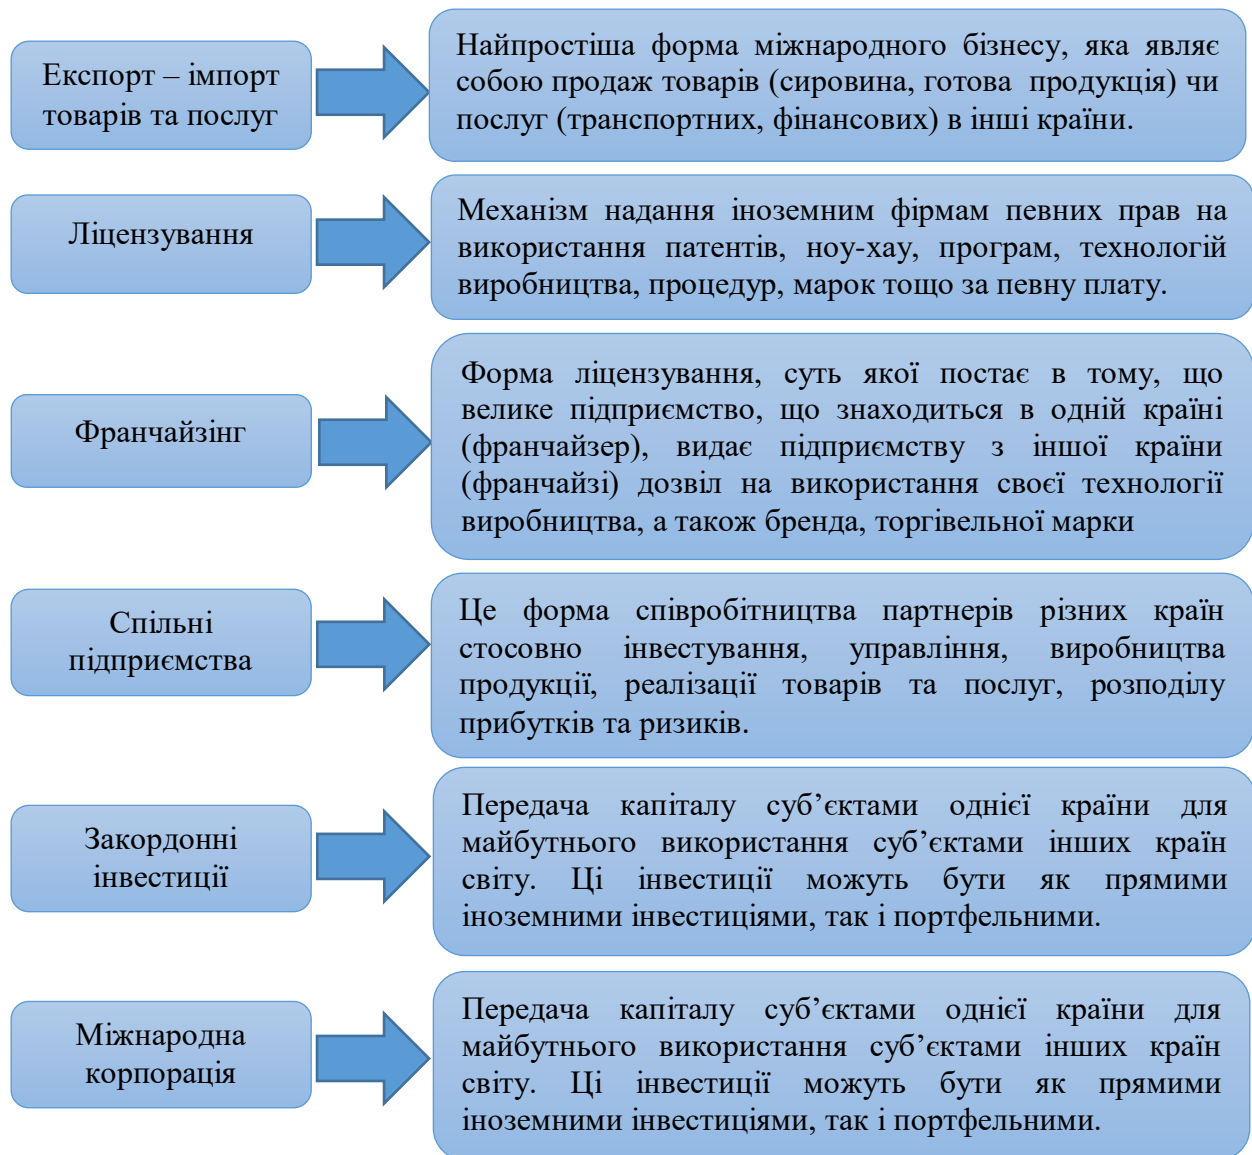 Експорт – імпорт
товарів та послуг
Найпростіша форма міжнародного бізнесу, яка являє
собою продаж товарів (сировина, готова продукція) чи
послуг (транспортних, фінансових) в інші країни.
Ліцензування
Механізм надання іноземним фірмам певних прав на
використання патентів, ноу-хау, програм, технологій
виробництва, процедур, марок тощо за певну плату.
Франчайзінг
Форма ліцензування, суть якої постає в тому, що
велике підприємство, що знаходиться в одній країні
(франчайзер), видає підприємству з іншої країни
(франчайзі) дозвіл на використання своєї технології
виробництва, а також бренда, торгівельної марки
Спільні
підприємства
Це форма співробітництва партнерів різних країн
стосовно інвестування, управління, виробництва
продукції, реалізації товарів та послуг, розподілу
прибутків та ризиків.
Закордонні
інвестиції
Передача капіталу суб’єктами однієї країни для
майбутнього використання суб’єктами інших країн
світу. Ці інвестиції можуть бути як прямими
іноземними інвестиціями, так і портфельними.
Міжнародна
корпорація
Передача капіталу суб’єктами однієї країни для
майбутнього використання суб’єктами інших країн
світу. Ці інвестиції можуть бути як прямими
іноземними інвестиціями, так і портфельними.